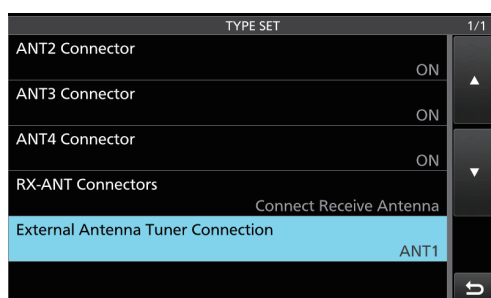 TYPE SET 1/1
ANT2 Connector
ON
ANT3 Connector
ON
ANT4 Connector
ON
RX-ANT Connectors
Connect Receive Antenna
External Antenna Tuner Connection
ANT1